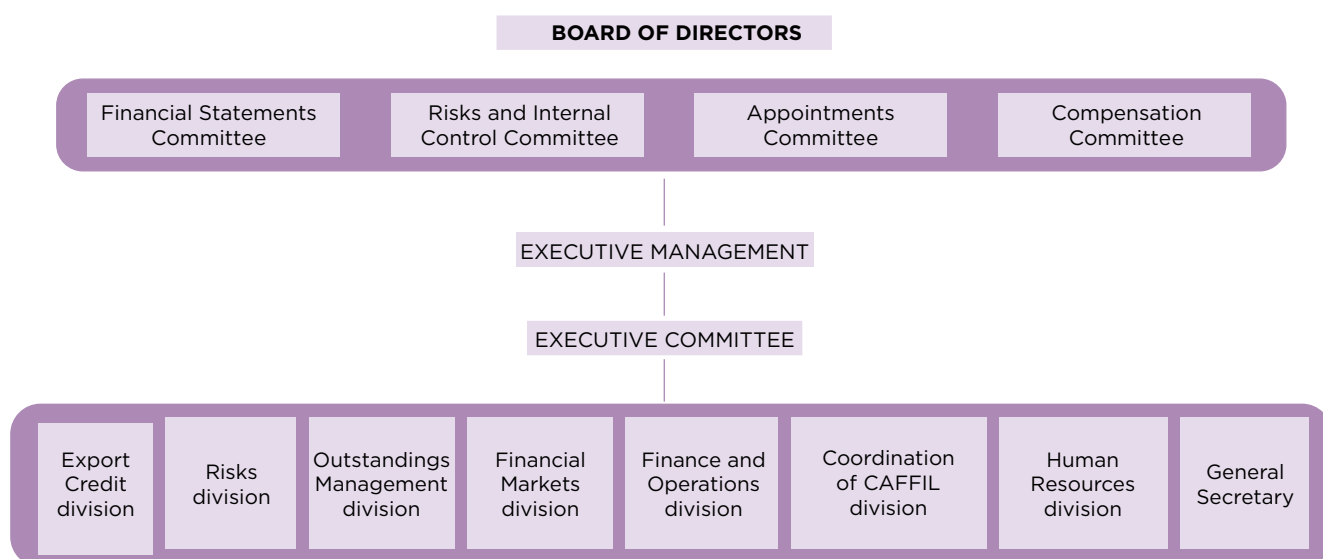 BOARD OF DIRECTORS
Financial Statements
Committee
Risks and Internal
Control Committee
Appointments
Committee
Compensation
Committee
EXECUTIVE MANAGEMENT
EXECUTIVE COMMITTEE
Export
Credit
division
Risks
division
Outstandings
Management
division
Financial
Markets
division
Finance and
Operations
division
Coordination
of CAFFIL
division
Human
Resources
division
General
Secretary